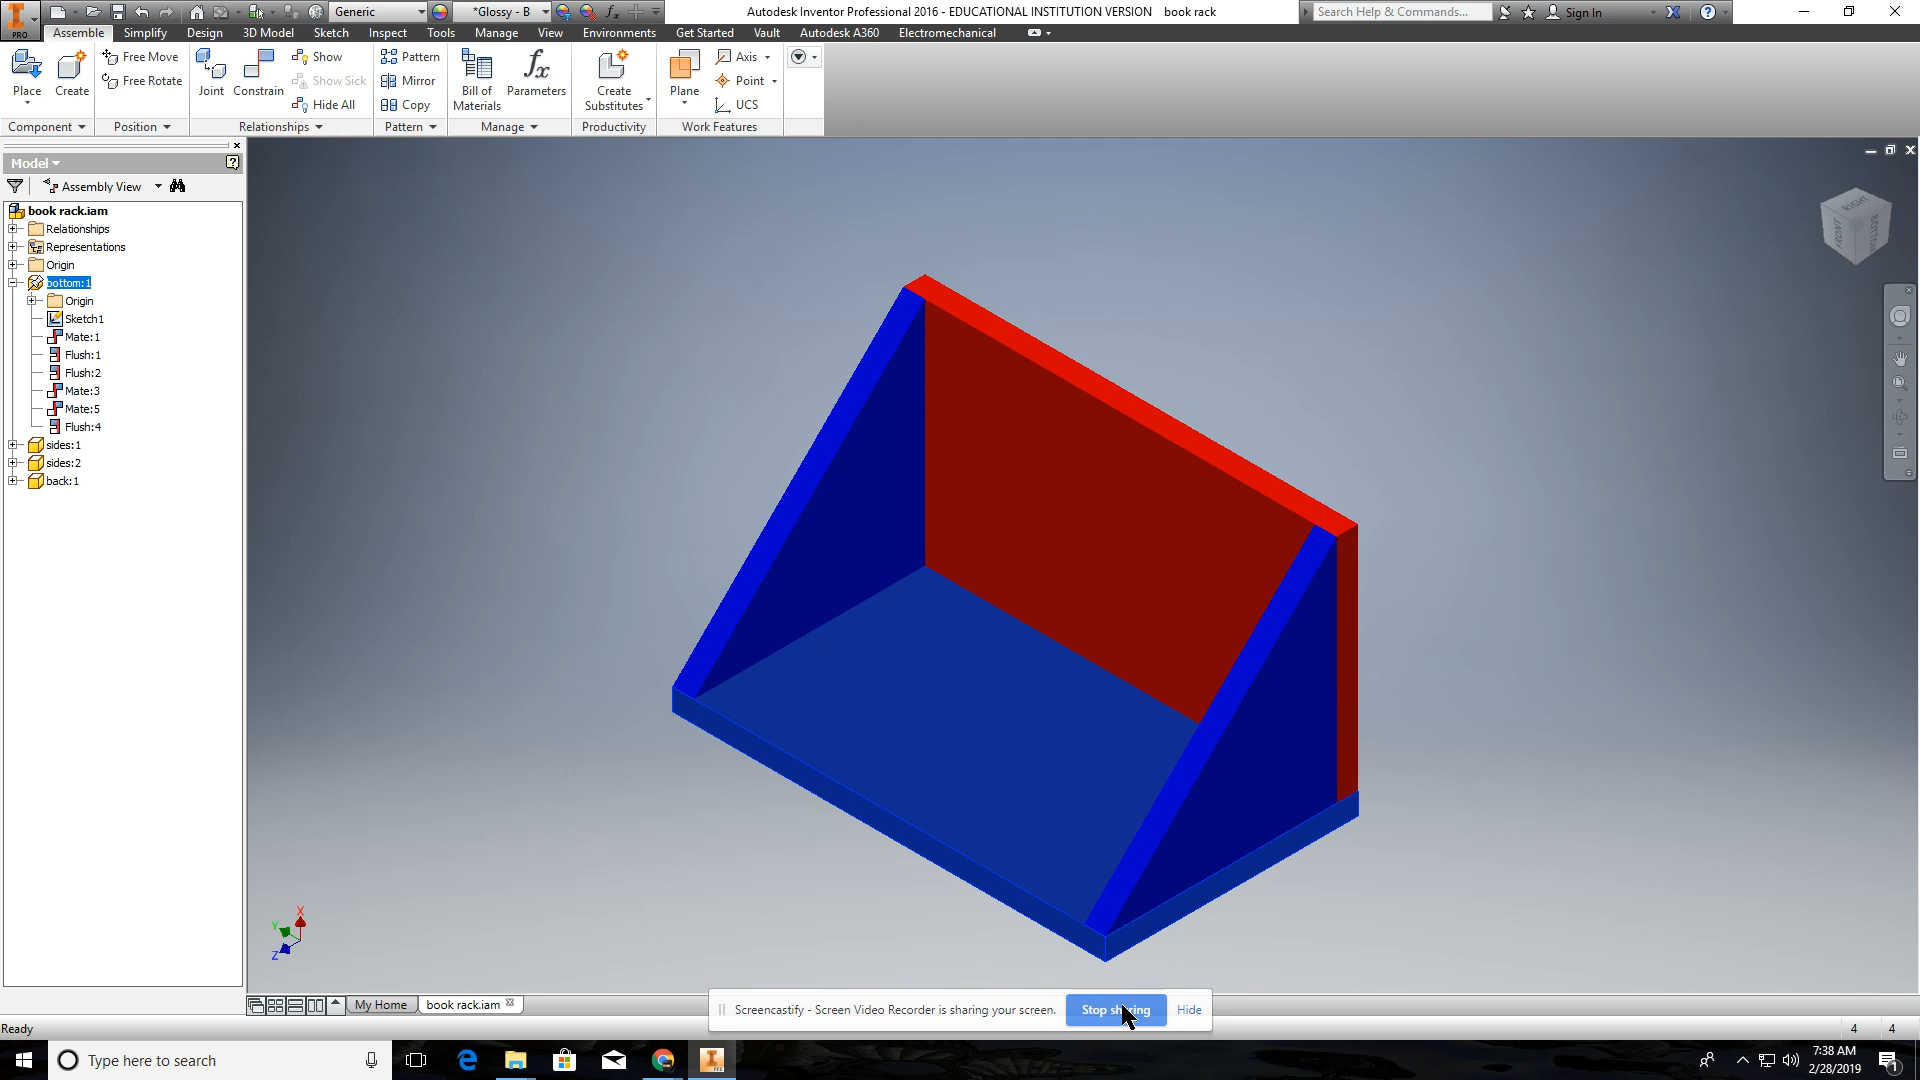 Generic
*Glossy - B
Autodesk Inventor Professional 2016 - EDUCATIONAL INSTITUTION VERSION book rack
Search Help & Commands...
Sign In
PRO
Assemble Simplify Design 3D Model Sketch Inspect Tools Manage View Environments Get Started Vault Autodesk A360 Electromechanical
Place
Create
Free Move
Free Rotate
Joint
Constrain
Show
Show Sick
Hide All
Pattern
Mirror
Copy
Bill of
Materials
Parameters
Create
Substitutes
Plane
Axis
Point
UCS
Component
Position
Relationships
Pattern
Manage
Productivity
Work Features
Model
Assembly View
book rack.iam
Relationships
Representations
Origin
bottom:1
Origin
Sketch1
Mate:1
Flush:1
Flush:2
Mate:3
Mate:5
Flush:4
sides:1
sides:2
back:1
RIGHT
FRONT
BOTTOM
X
Y
Z
My Home
book rack.iam
Screencastify - Screen Video Recorder is sharing your screen.
Stop sharing
Hide
Ready
4 4
Type here to search
PRO
7:38 AM
2/28/2019
1